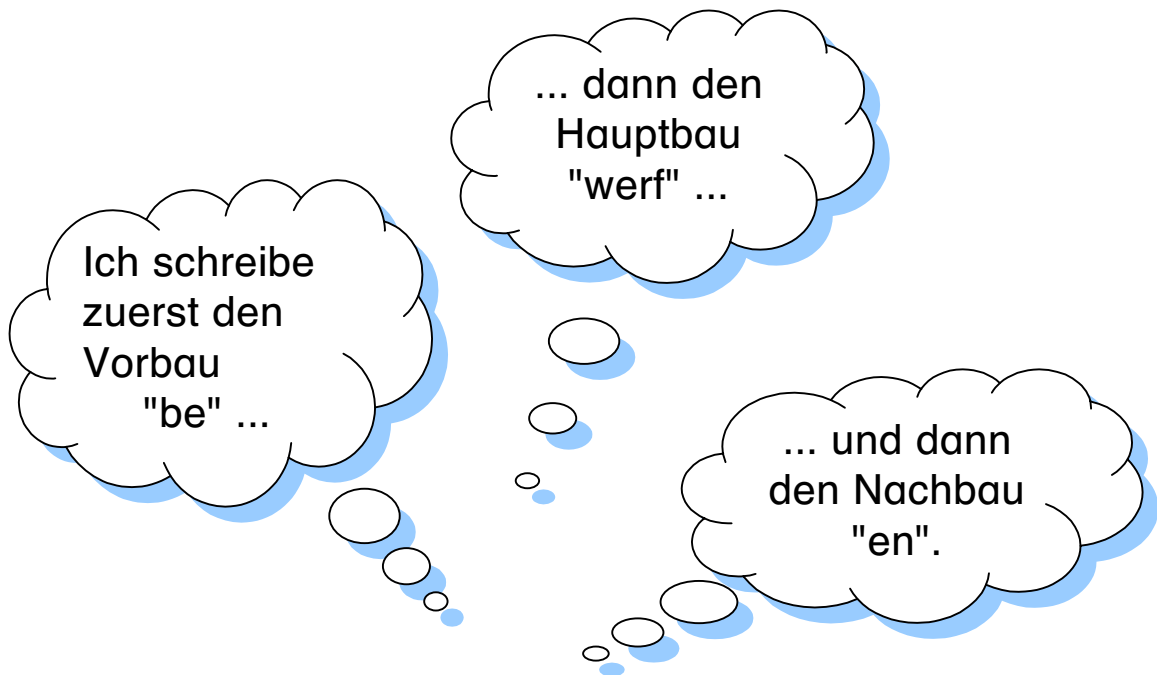 Ich schreibe
zuerst den
Vorbau
"be" ...
... dann den
Hauptbau
"werf" ...
... und dann
den Nachbau
"en".